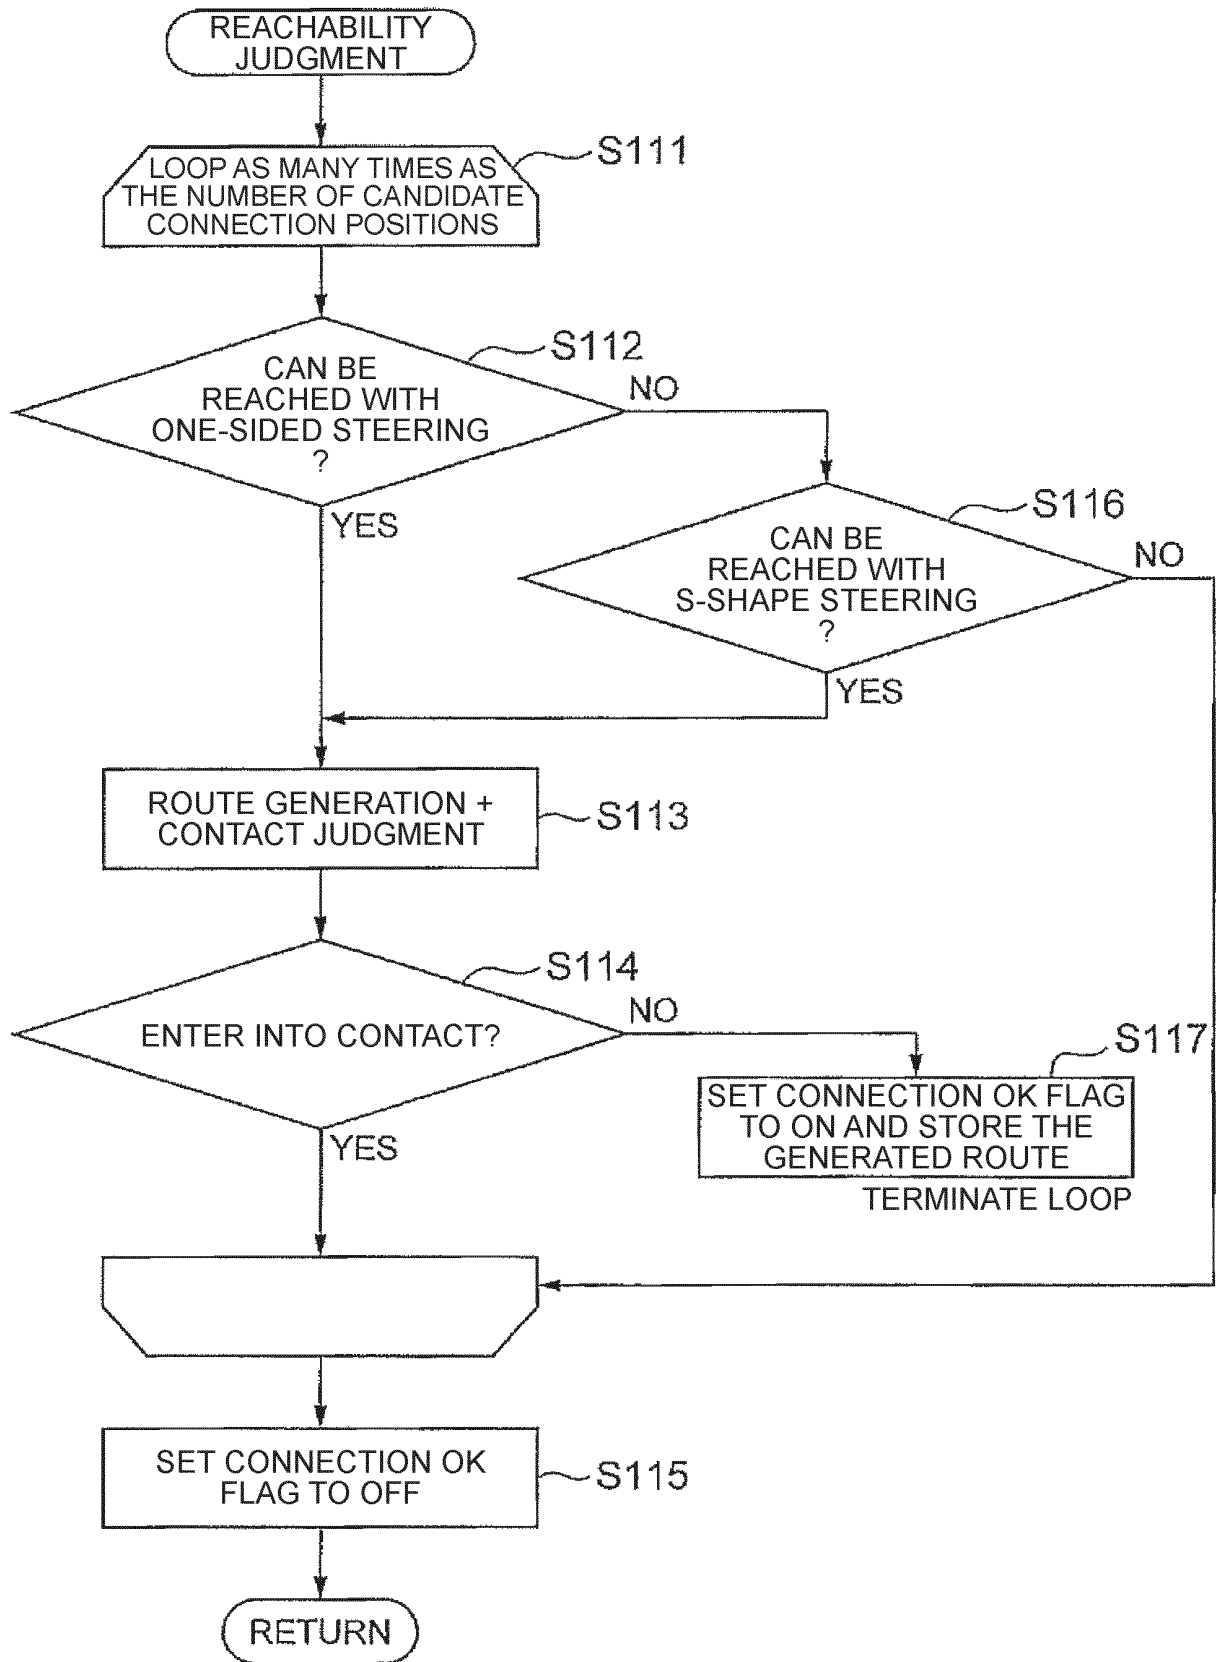 REACHABILITY
JUDGMENT
S111
LOOP AS MANY TIMES AS
THE NUMBER OF CANDIDATE
CONNECTION POSITIONS
S112
CAN BE
REACHED WITH
ONE-SIDED STEERING
?
NO
YES
S116
CAN BE
REACHED WITH
S-SHAPE STEERING
?
NO
YES
ROUTE GENERATION +
CONTACT JUDGMENT
S113
S114
ENTER INTO CONTACT?
NO
YES
S117
SET CONNECTION OK FLAG
TO ON AND STORE THE
GENERATED ROUTE
TERMINATE LOOP
SET CONNECTION OK
FLAG TO OFF
S115
RETURN